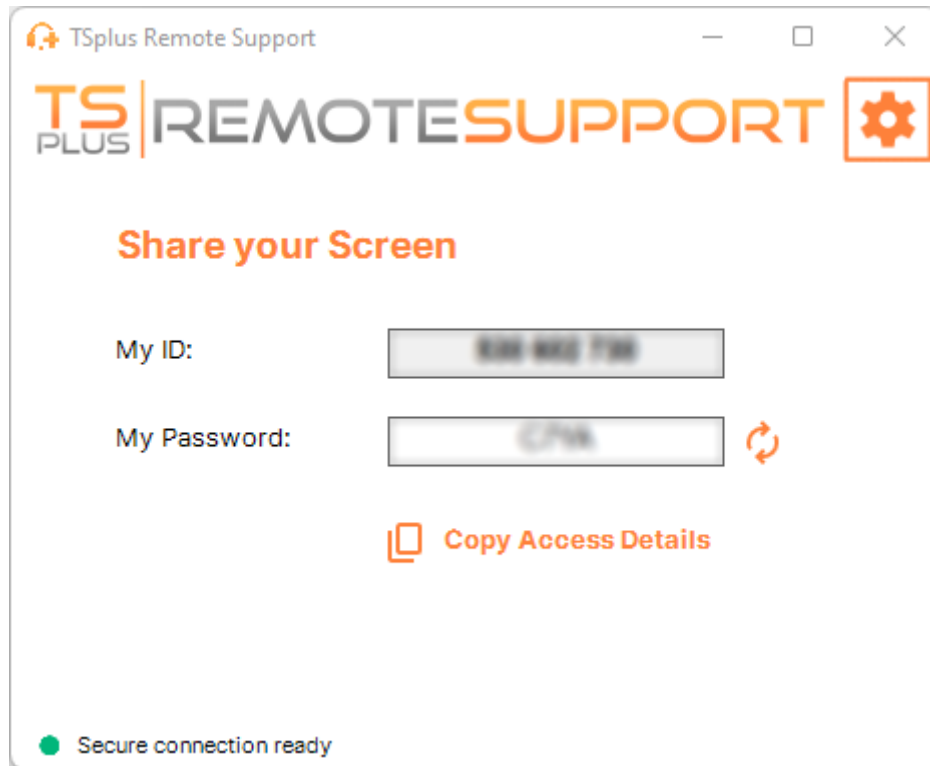 TSplus Remote Support
TS PLUS REMOTESUPPORT
Share your Screen
My ID:
My Password:
Copy Access Details
Secure connection ready